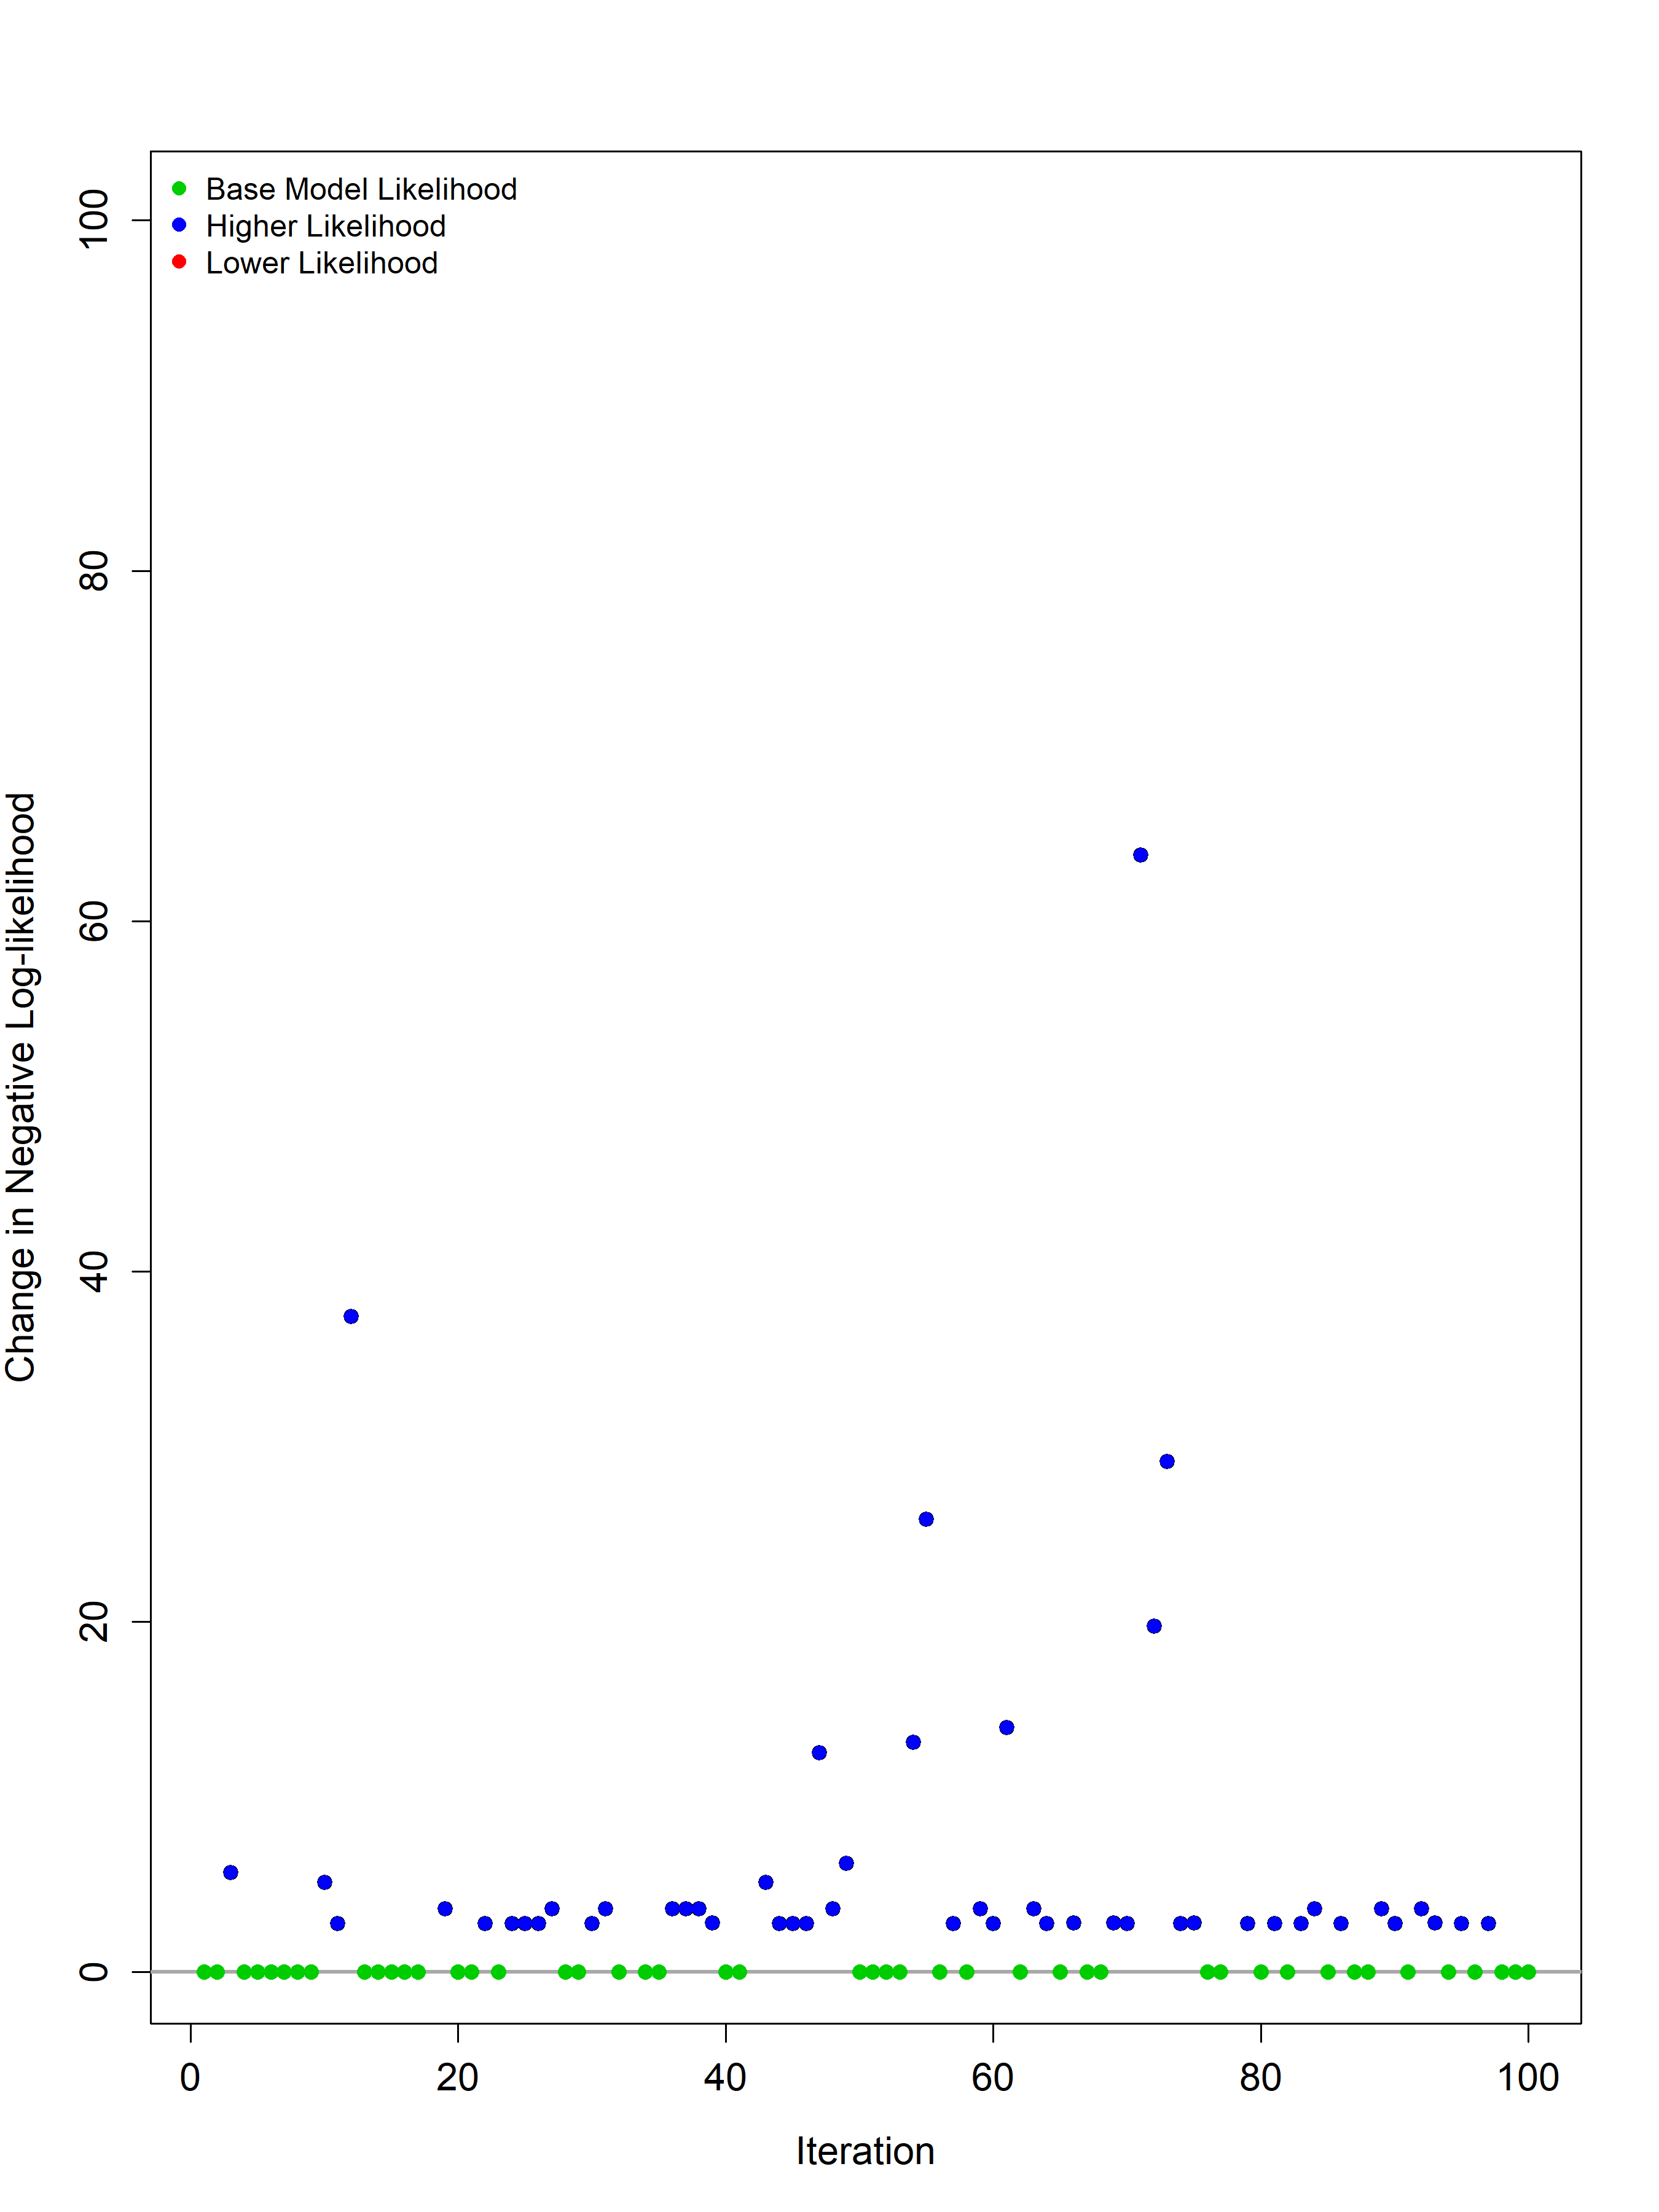 Base Model Likelihood
Higher Likelihood
Lower Likelihood
100
80
60
40
20
0
Change in Negative Log-likelihood
0 20 40 60 80 100
Iteration